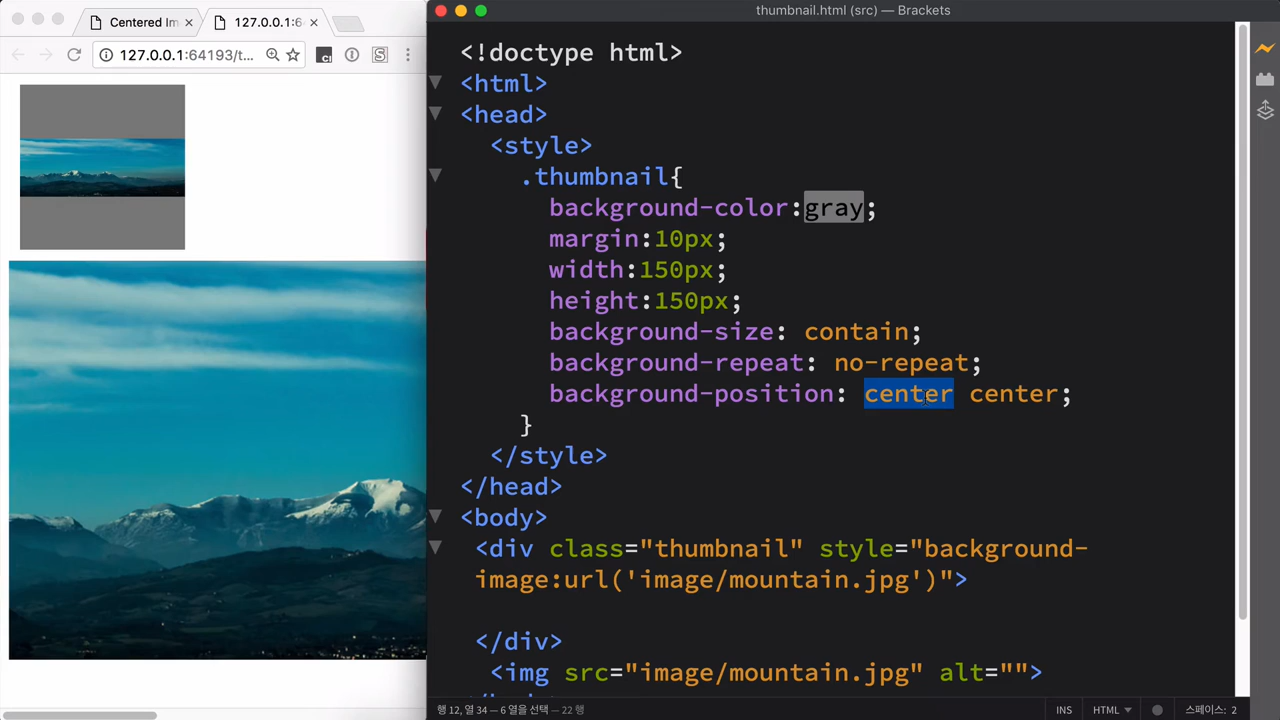 thumbnail.html (src) — Brackets
Centered Im
127.0.0.1:6
127.0.0.1:64193/t...
<!doctype html>
<html>
<head>
<style>
.thumbnail{
background-color:gray;
margin:10px;
width:150px;
height:150px;
background-size: contain;
background-repeat: no-repeat;
background-position: center center;
}
</style>
</head>
<body>
<div class="thumbnail" style="background-
image:url('image/mountain.jpg')">
</div>
<img src="image/mountain.jpg" alt="">
행 12, 열 34 — 6 열을 선택 — 22 행
INS
HTML
スペース: 2